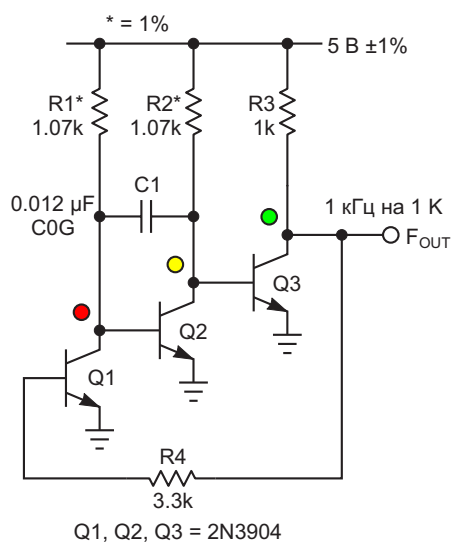 * = 1%
5 В ±1%
R1*
1.07k
R2*
1.07k
R3
1k
0.012 µF
C0G
C1
1 кГц на 1 K
FOUT
Q3
Q2
Q1
R4
3.3k
Q1, Q2, Q3 = 2N3904